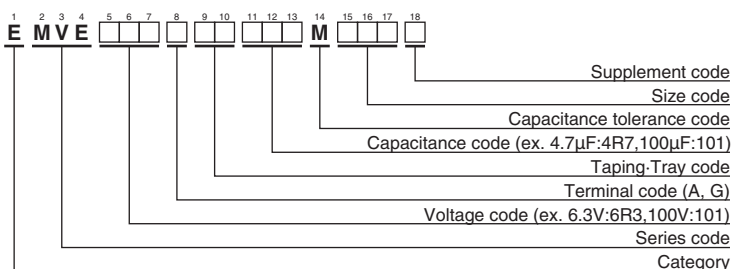 1 2 3 4 5 6 7 8 9 10 11 12 13 14 15 16 17 18
E MVE □□□ □ □□ □□□ M □□□ □
Supplement code
Size code
Capacitance tolerance code
Capacitance code (ex. 4.7µF:4R7,100µF:101)
Taping·Tray code
Terminal code (A, G)
Voltage code (ex. 6.3V:6R3,100V:101)
Series code
Category